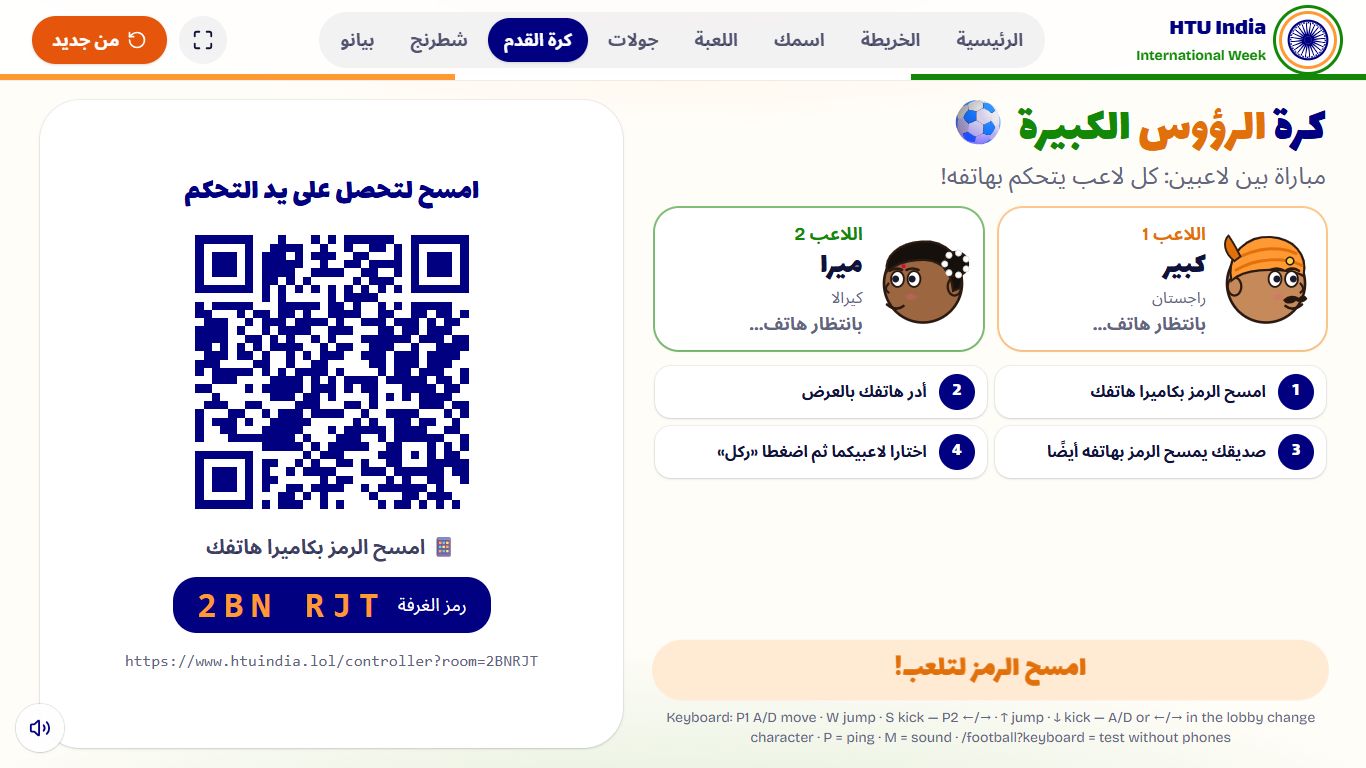 HTU India
International Week
الرئيسية
الخريطة
اسمك
اللعبة
جولات
كرة القدم
شطرنج
بيانو
من جديد
كرة الرؤوس الكبيرة
مباراة بين لاعبين: كل لاعب يتحكم بهاتفه!
اللاعب 1
كبير
راجستان
بانتظار هاتف...
اللاعب 2
ميرا
كيرالا
بانتظار هاتف...
1 امسح الرمز بكاميرا هاتفك
2 أدر هاتفك بالعرض
3 صديقك يمسح الرمز بهاتفه أيضًا
4 اختارا لاعبيكما ثم اضغطا «ركل»
امسح الرمز لتلعب!
Keyboard: P1 A/D move · W jump · S kick — P2 ←/→ · ↑ jump · ↓ kick — A/D or ←/→ in the lobby change
character · P = ping · M = sound · /football?keyboard = test without phones
امسح لتحصل على يد التحكم
امسح الرمز بكاميرا هاتفك
رمز الغرفة 2BN RJT
https://www.htuindia.lol/controller?room=2BNRJT